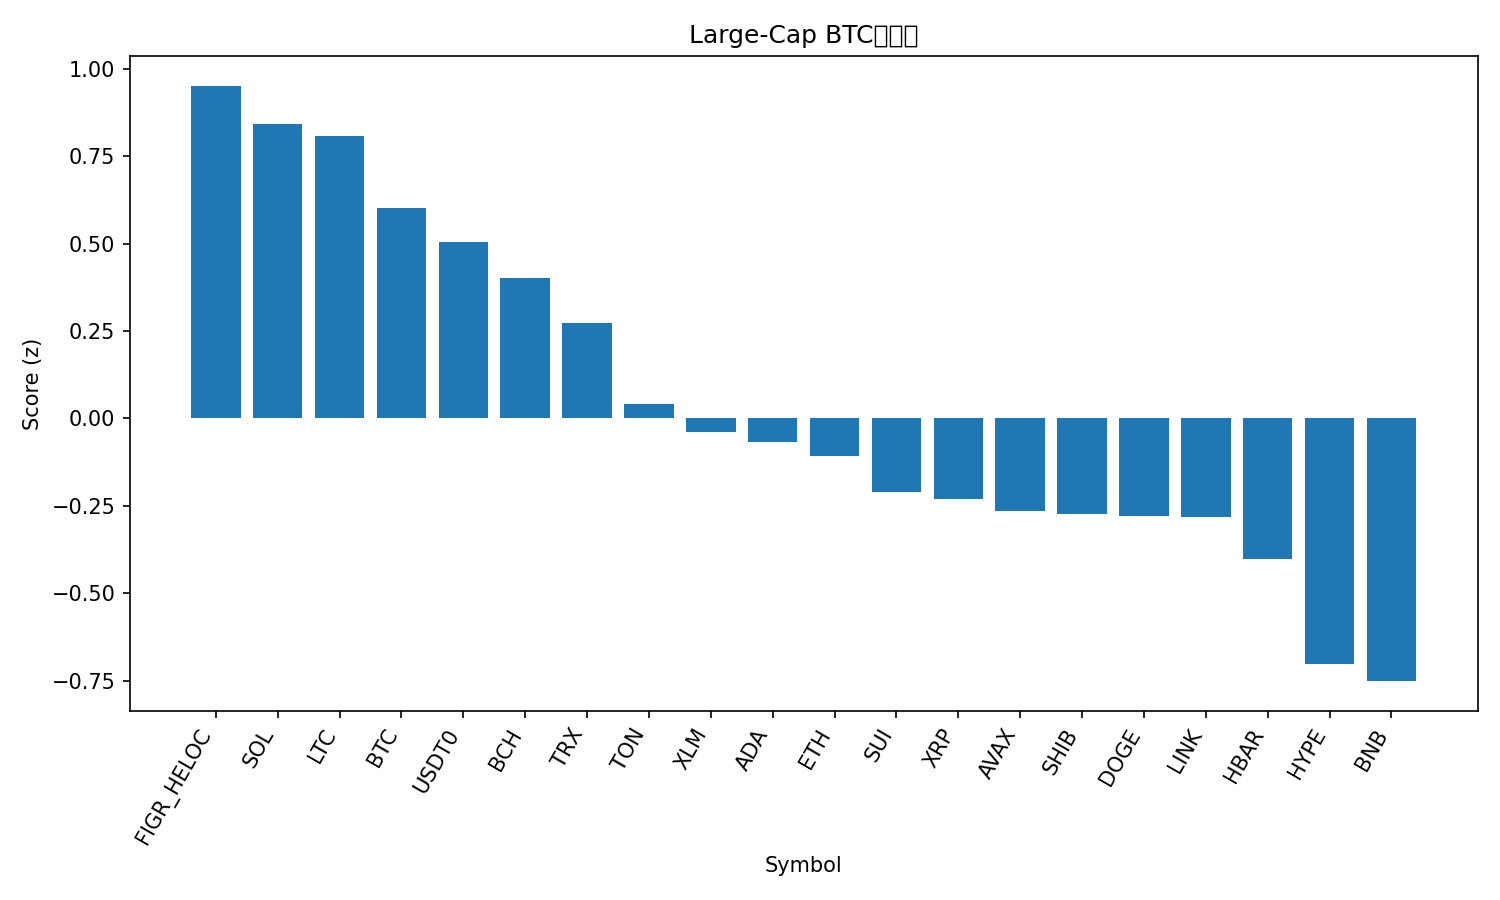 Large-Cap BTC
Score (z)
1.00
0.75
0.50
0.25
0.00
−0.25
−0.50
−0.75
FIGR_HELOC
SOL
LTC
BTC
USDT0
BCH
TRX
TON
XLM
ADA
ETH
SUI
XRP
AVAX
SHIB
DOGE
LINK
HBAR
HYPE
BNB
Symbol